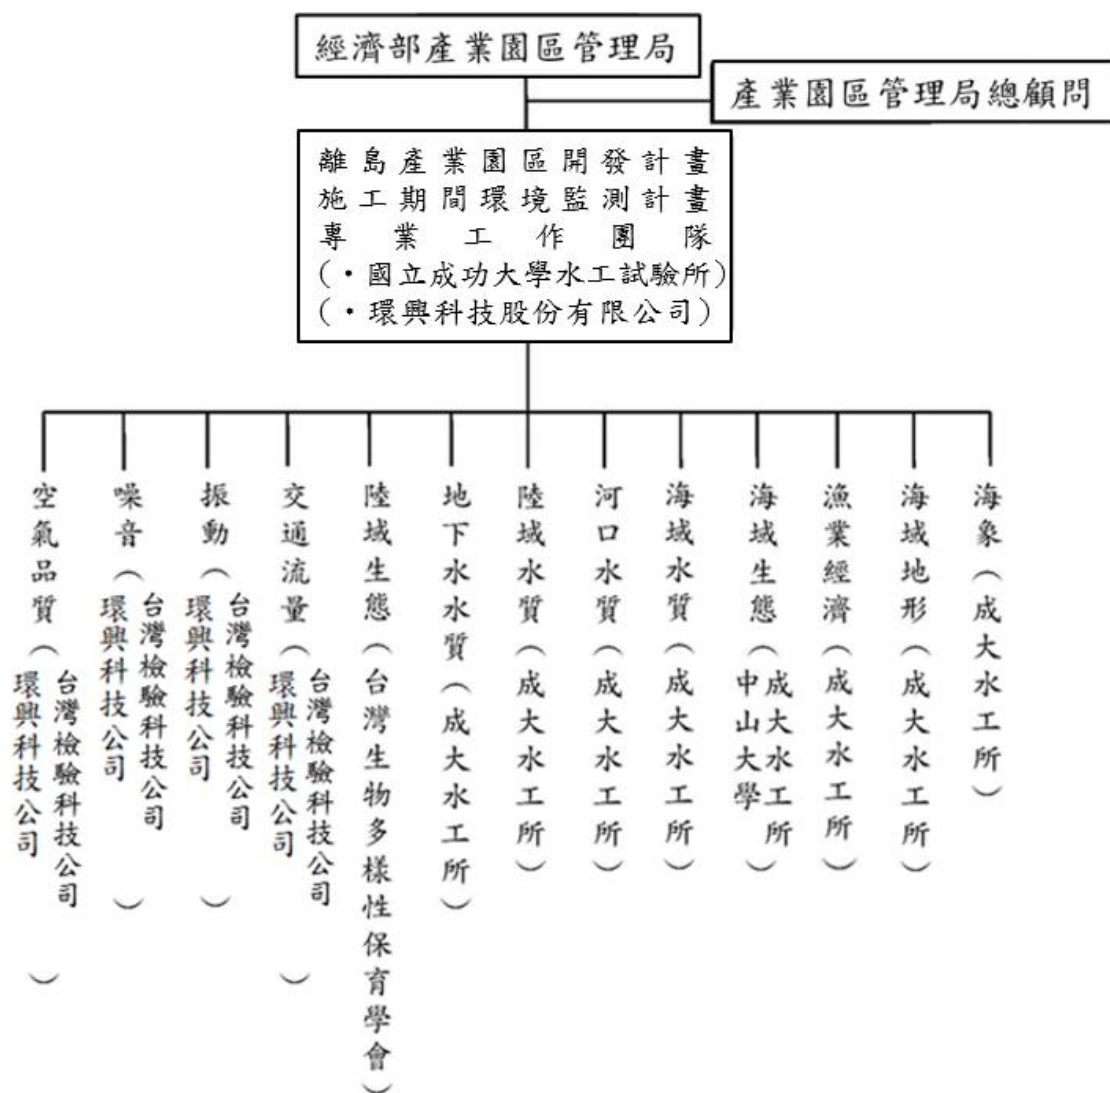 經濟部產業園區管理局
產業園區管理局總顧問
離島產業園區開發計畫
施工期間環境監測計畫
專業工作團隊
(・國立成功大學水工試驗所)
(・環興科技股份有限公司)
空氣品質(
台灣檢驗科技公司
環興科技公司
)
噪音(
台灣檢驗科技公司
環興科技公司
)
振動(
台灣檢驗科技公司
環興科技公司
)
交通流量(
台灣檢驗科技公司
環興科技公司
)
陸域生態(台灣生物多樣性保育學會)
地下水水質(成大水工所)
陸域水質(成大水工所)
河口水質(成大水工所)
海域水質(成大水工所)
海域生態(
成大水工所
中山大學
)
漁業經濟(成大水工所)
海域地形(成大水工所)
海象(成大水工所)